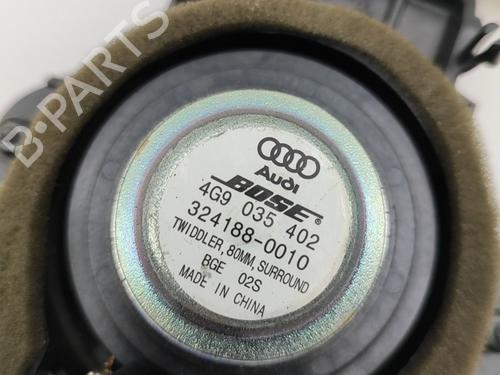 B-PARTS
Audi
BOSE
4G9 035 402
324188-0010
TWIDDLER, 80MM, SURROUND
BGE 02S
MADE IN CHINA